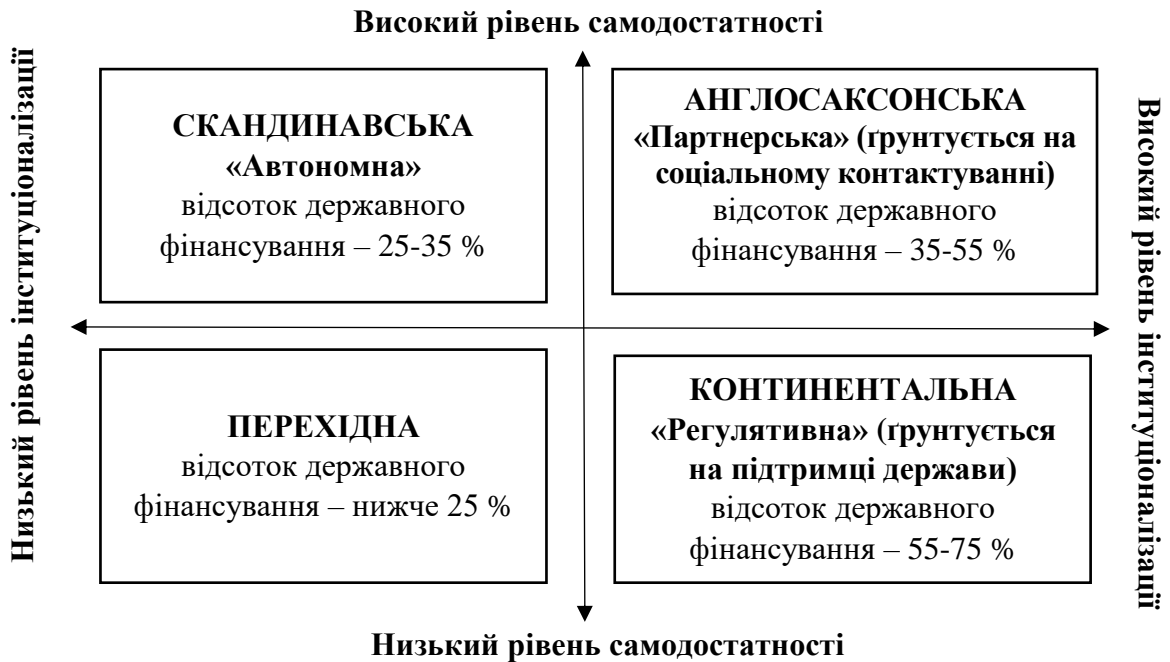 Високий рівень самодостатності
Низький рівень інституціоналізації
СКАНДИНАВСЬКА
«Автономна»
відсоток державного
фінансування – 25-35 %
АНГЛОСАКСОНСЬКА
«Партнерська» (ґрунтується на
соціальному контактуванні)
відсоток державного
фінансування – 35-55 %
Високий рівень інституціоналізації
ПЕРЕХІДНА
відсоток державного
фінансування – нижче 25 %
КОНТИНЕНТАЛЬНА
«Регулятивна» (ґрунтується
на підтримці держави)
відсоток державного
фінансування – 55-75 %
Низький рівень самодостатності